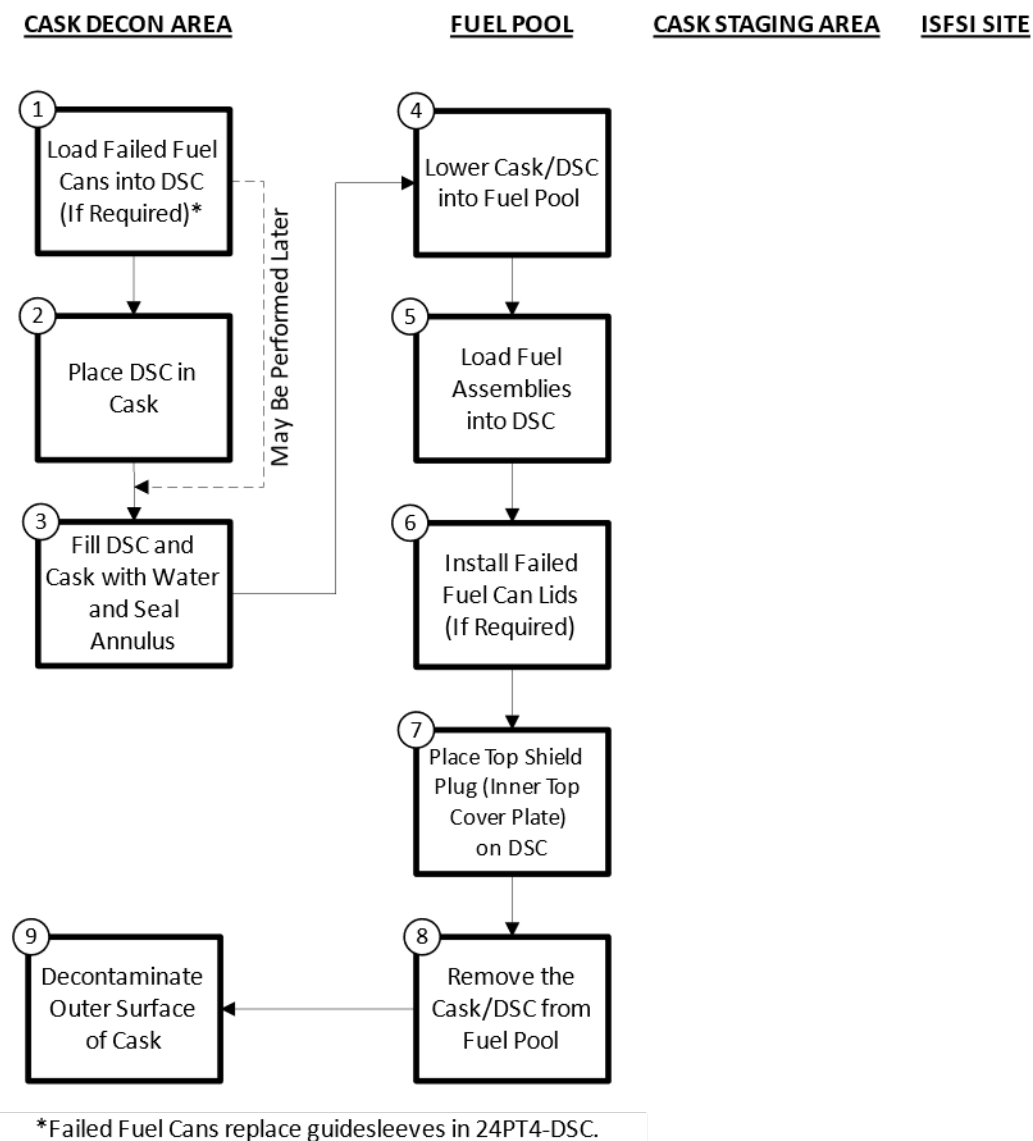 CASK DECON AREA
FUEL POOL
CASK STAGING AREA
ISFSI SITE
1
Load Failed Fuel
Cans into DSC
(If Required)*
May Be Performed Later
2
Place DSC in
Cask
3
Fill DSC and
Cask with Water
and Seal
Annulus
4
Lower Cask/DSC
into Fuel Pool
5
Load Fuel
Assemblies
into DSC
6
Install Failed
Fuel Can Lids
(If Required)
7
Place Top Shield
Plug (Inner Top
Cover Plate)
on DSC
8
Remove the
Cask/DSC from
Fuel Pool
9
Decontaminate
Outer Surface
of Cask
*Failed Fuel Cans replace guidesleeves in 24PT4-DSC.